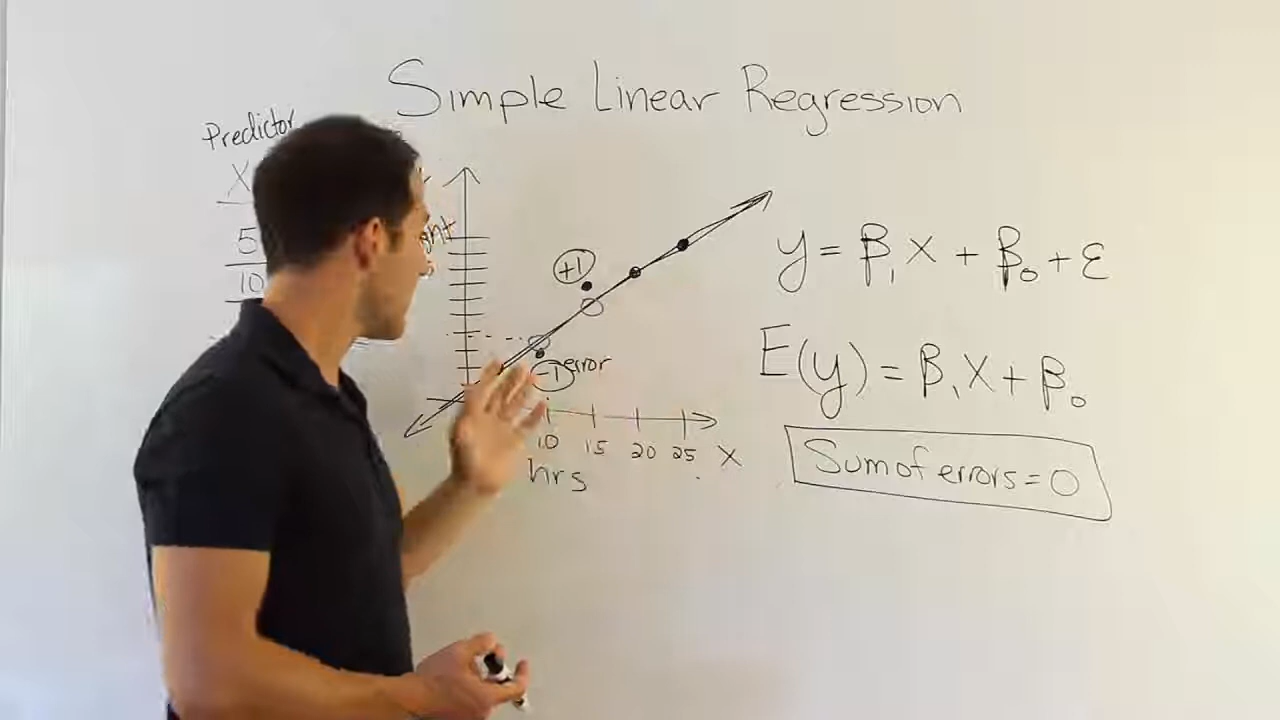 Simple Linear Regression
Predictor
X
5
10
+1
-1
error
10 15 20 25 X
hrs
y = β₁X + β₀ + ε
E(y) = β₁X + β₀
Sum of errors = 0